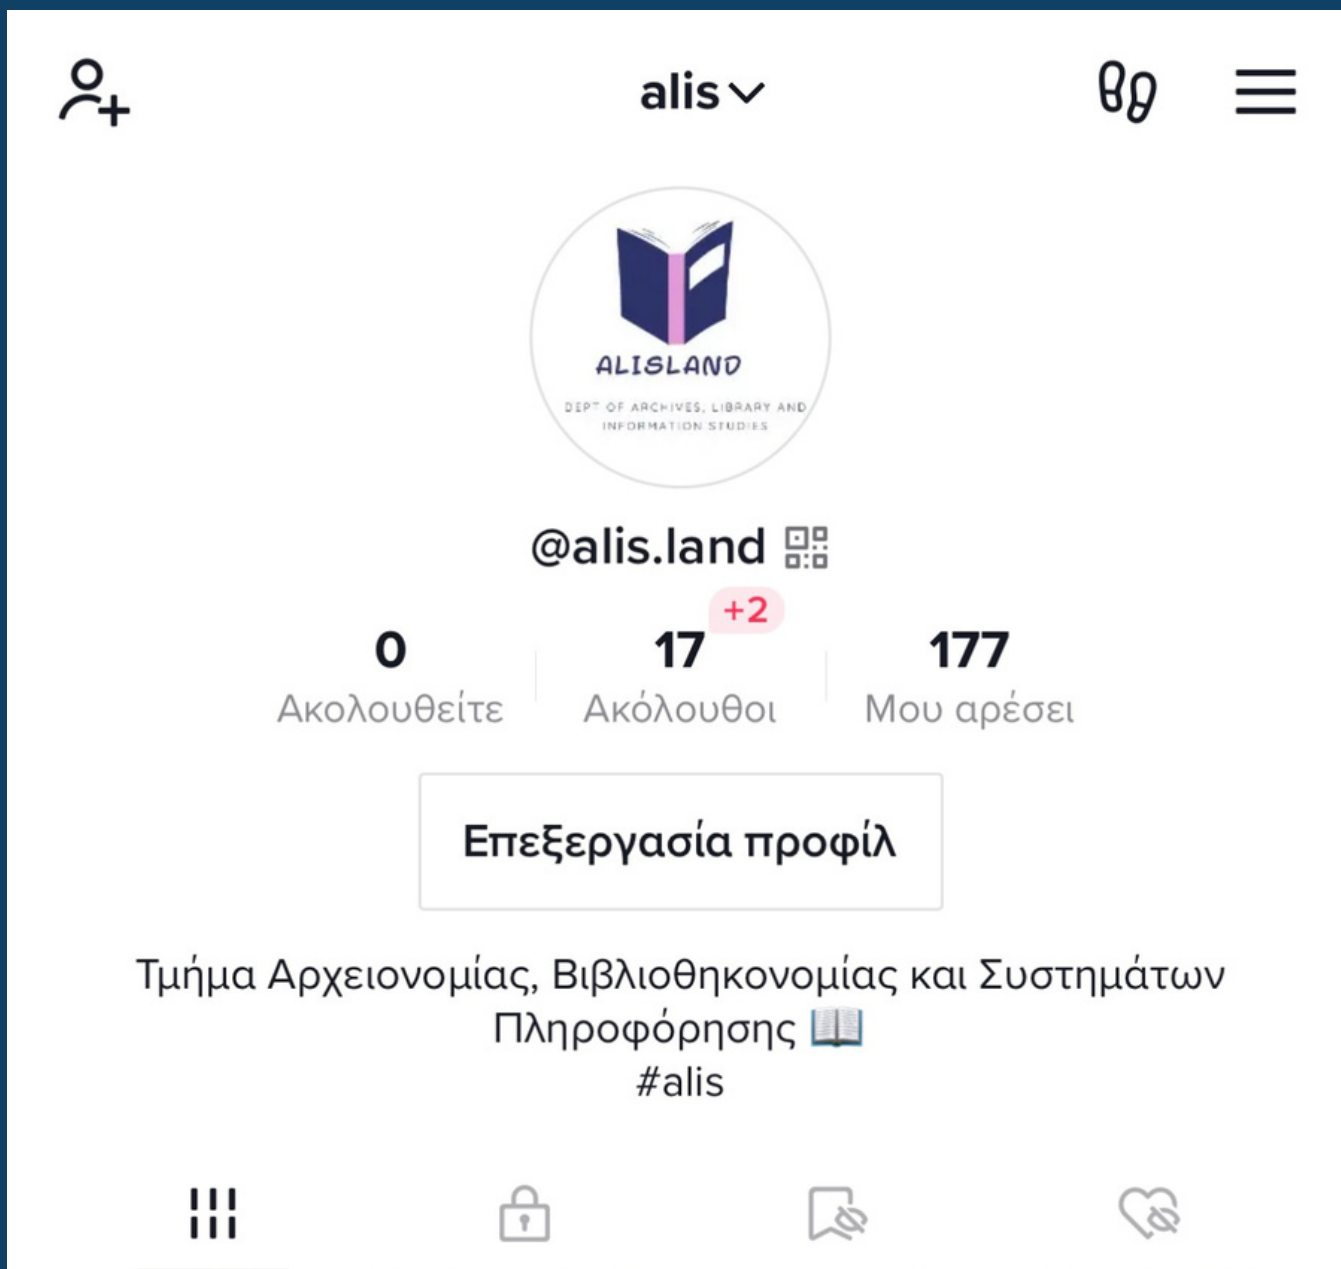 alis
ALISLAND
DEPT OF ARCHIVES, LIBRARY AND
INFORMATION STUDIES
@alis.land
+2
0 17 177
Ακολουθείτε Ακόλουθοι Μου αρέσει
Επεξεργασία προφίλ
Τμήμα Αρχειονομίας, Βιβλιοθηκονομίας και Συστημάτων
Πληροφόρησης 📖
#alis